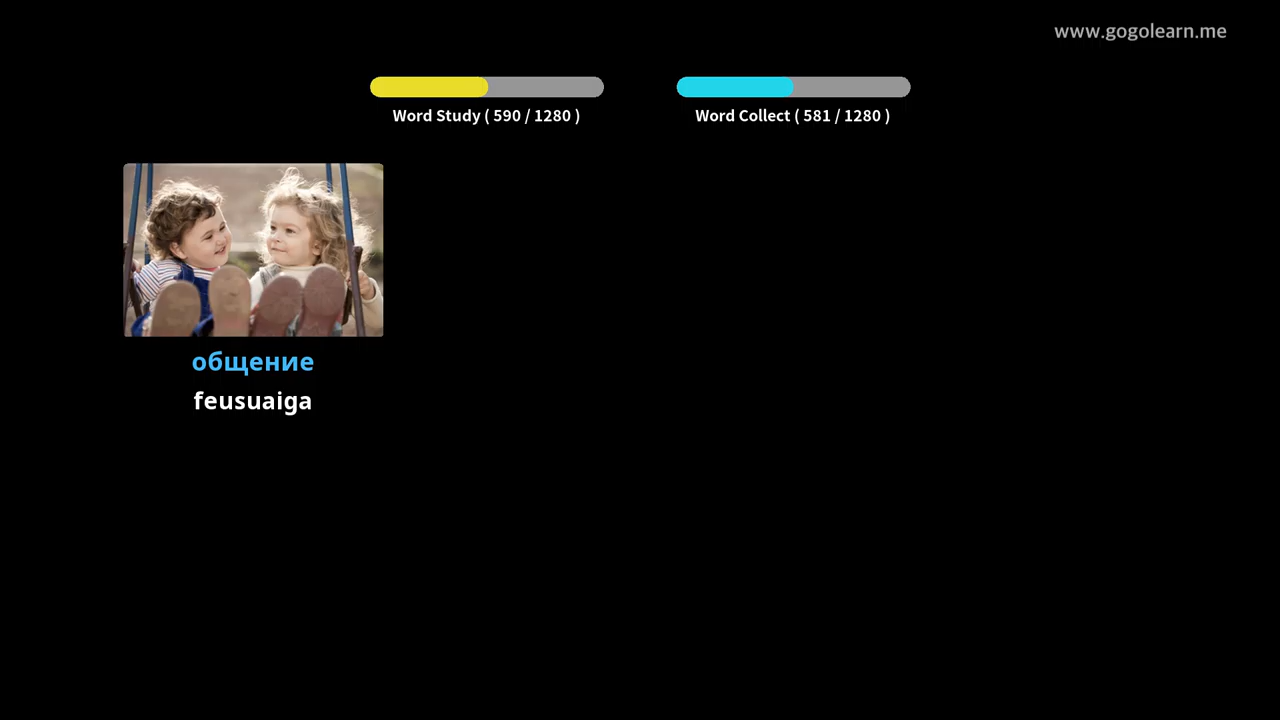 www.gogolearn.me
Word Study ( 590 / 1280 )
Word Collect ( 581 / 1280 )
общение
feusuaiga